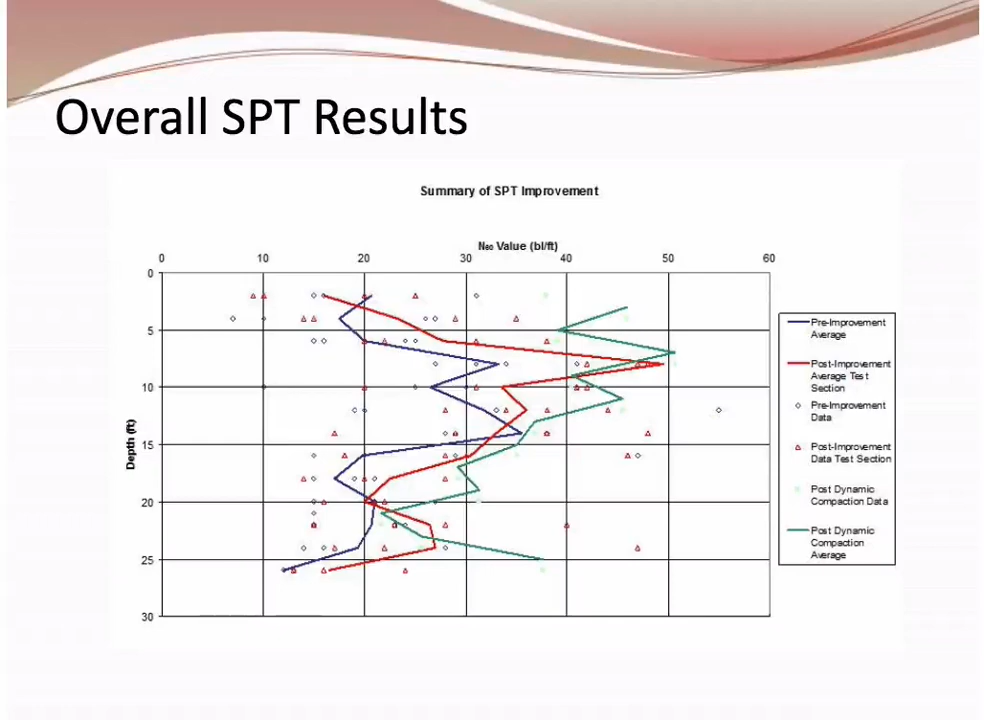 Overall SPT Results
Summary of SPT Improvement
N60 Value (bl/ft)
0 10 20 30 40 50 60
0
5
10
15
20
25
30
Depth (ft)
Pre-Improvement
Average
Post-Improvement
Average Test
Section
Pre-Improvement
Data
Post-Improvement
Data Test Section
Post Dynamic
Compaction Data
Post Dynamic
Compaction
Average